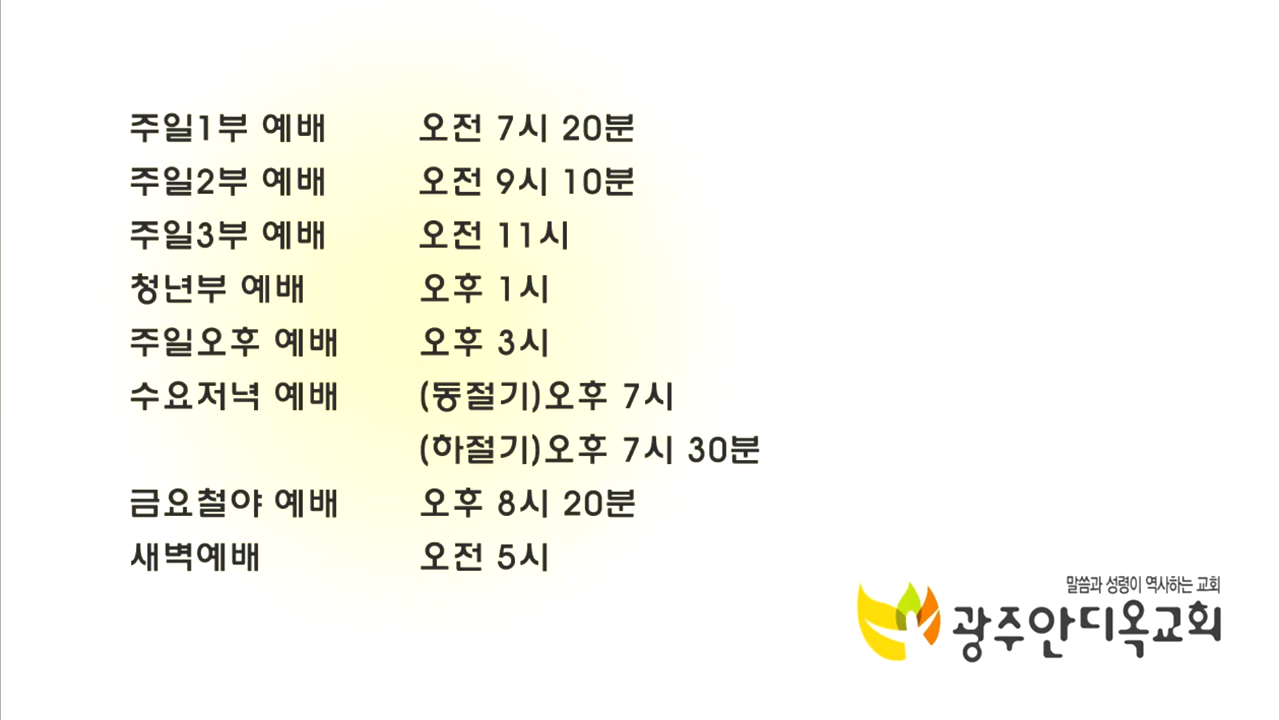 주일1부 예배 오전 7시 20분
주일2부 예배 오전 9시 10분
주일3부 예배 오전 11시
청년부 예배 오후 1시
주일오후 예배 오후 3시
수요저녁 예배 (동절기)오후 7시
(하절기)오후 7시 30분
금요철야 예배 오후 8시 20분
새벽예배 오전 5시
말씀과 성령이 역사하는 교회
광주안디옥교회